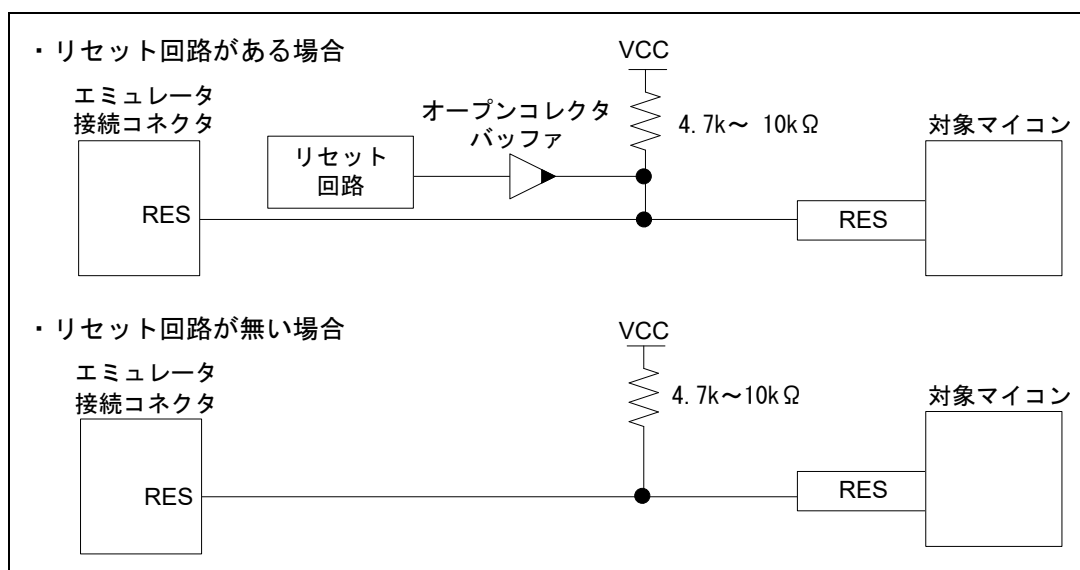 ・リセット回路がある場合
VCC
エミュレータ
接続コネクタ
オープンコレクタ
バッファ
4.7k～ 10kΩ
対象マイコン
リセット
回路
RES
RES
・リセット回路が無い場合
VCC
エミュレータ
接続コネクタ
4.7k～10kΩ
対象マイコン
RES
RES